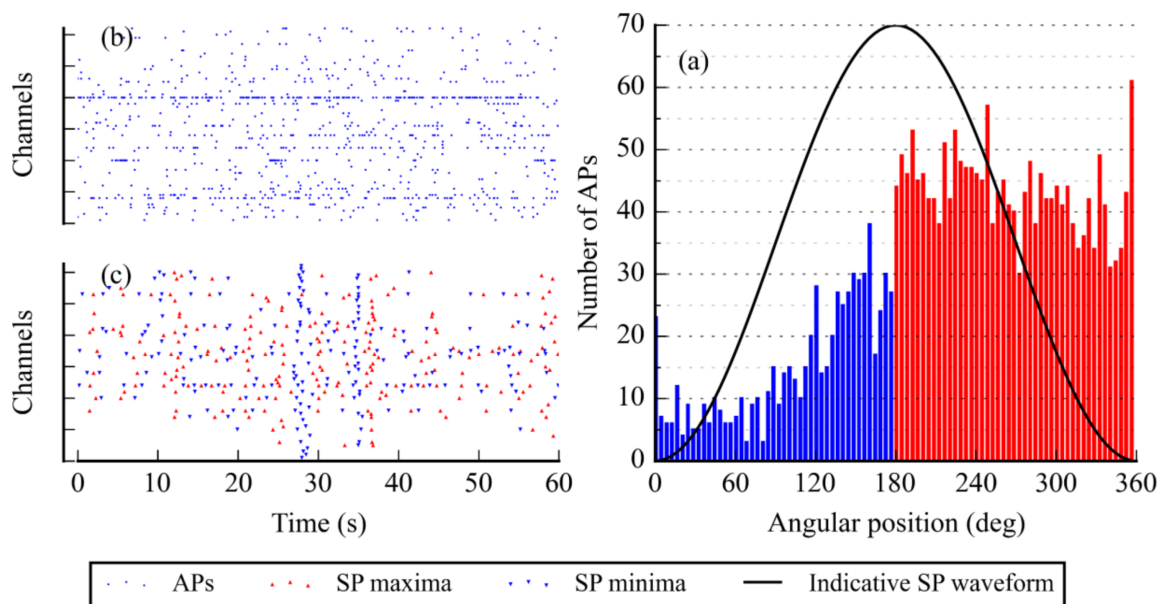 (b)
Channels
(c)
Channels
0 10 20 30 40 50 60
Time (s)
(a)
Number of APs
70
60
50
40
30
20
10
0
0 60 120 180 240 300 360
Angular position (deg)
APs SP maxima SP minima Indicative SP waveform